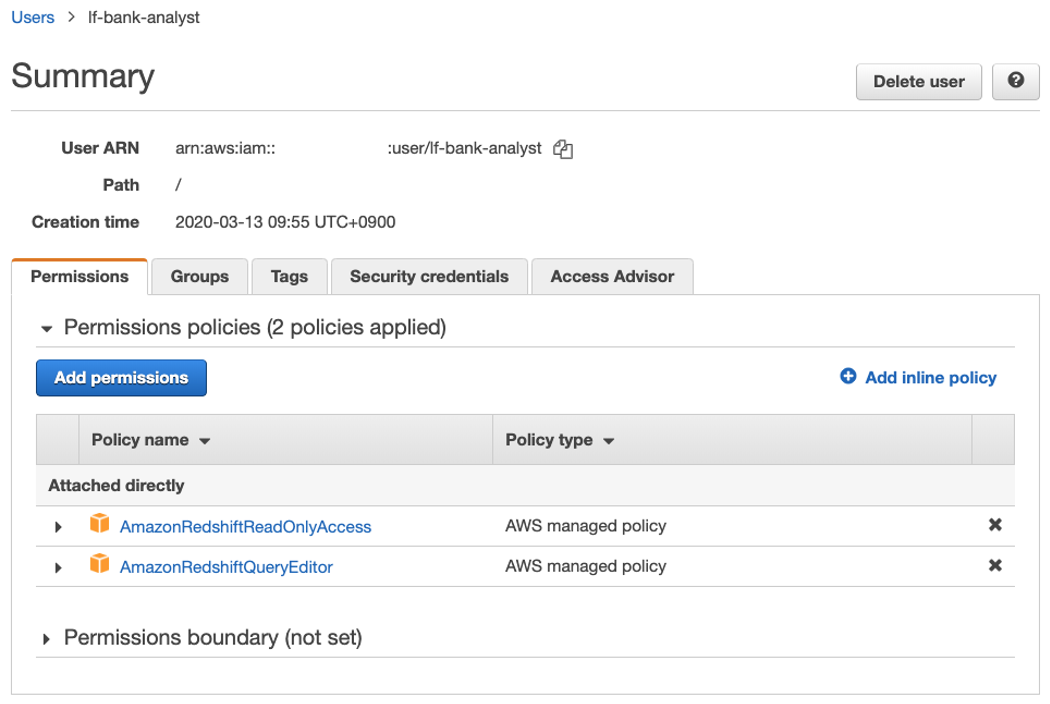 Users > lf-bank-analyst
Summary
Delete user
User ARN arn:aws:iam:: :user/lf-bank-analyst
Path /
Creation time 2020-03-13 09:55 UTC+0900
Permissions Groups Tags Security credentials Access Advisor
Permissions policies (2 policies applied)
Add permissions Add inline policy
Policy name Policy type
Attached directly
AmazonRedshiftReadOnlyAccess AWS managed policy
AmazonRedshiftQueryEditor AWS managed policy
Permissions boundary (not set)